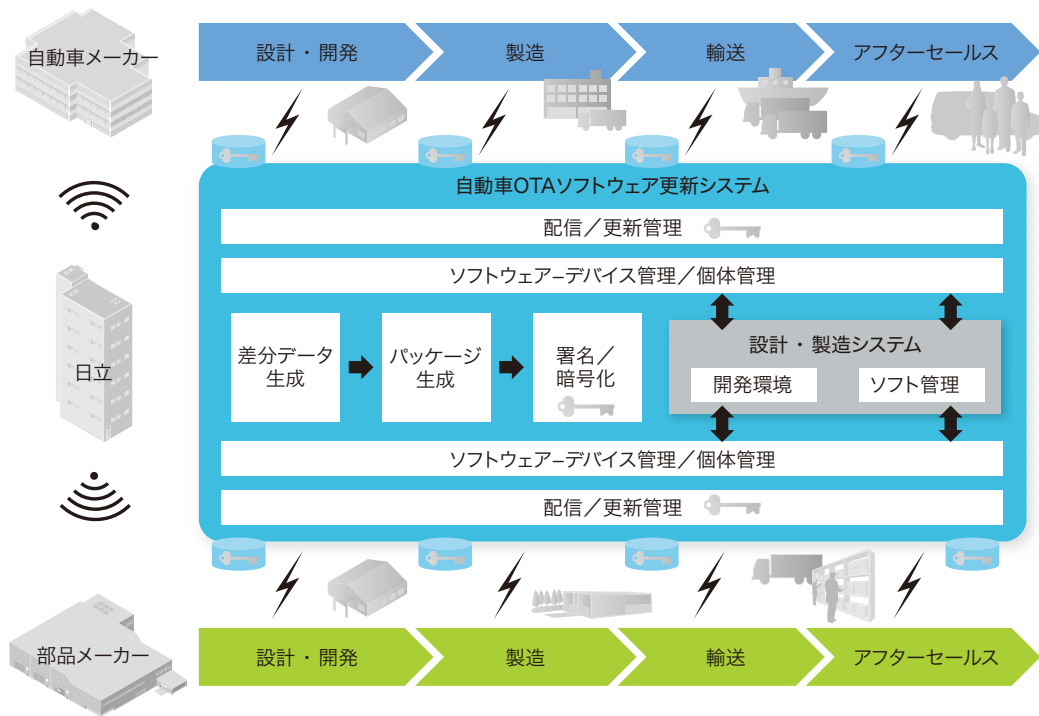 自動車メーカー
設計・開発
製造
輸送
アフターセールス
自動車OTAソフトウェア更新システム
配信／更新管理
ソフトウェア−デバイス管理／個体管理
日立
差分データ
生成
パッケージ
生成
署名／
暗号化
設計・製造システム
開発環境
ソフト管理
ソフトウェア−デバイス管理／個体管理
配信／更新管理
部品メーカー
設計・開発
製造
輸送
アフターセールス